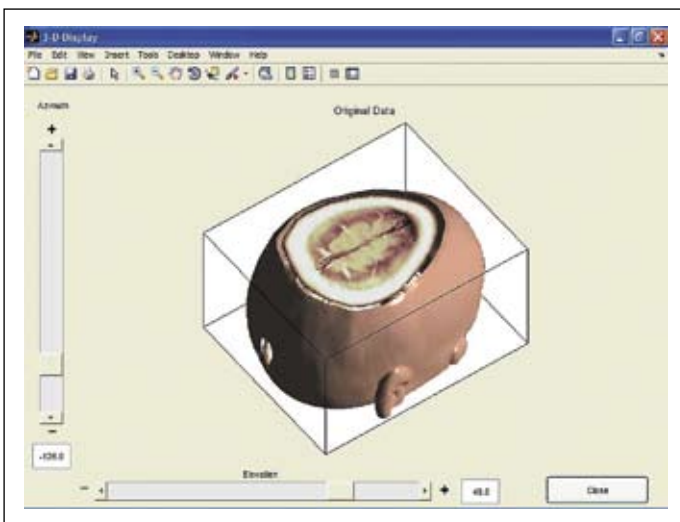 3-D Display
File Edit View Insert Tools Desktop Window Help
Azimuth
+
Original Data
−
Elevation
− +
Close